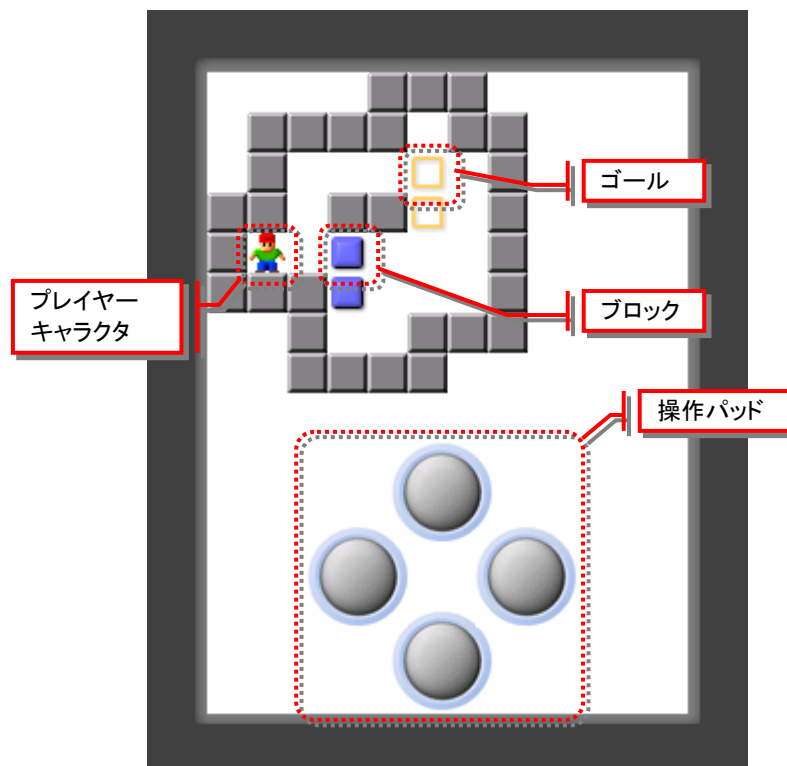 ゴール
プレイヤー
キャラクタ
ブロック
操作パッド